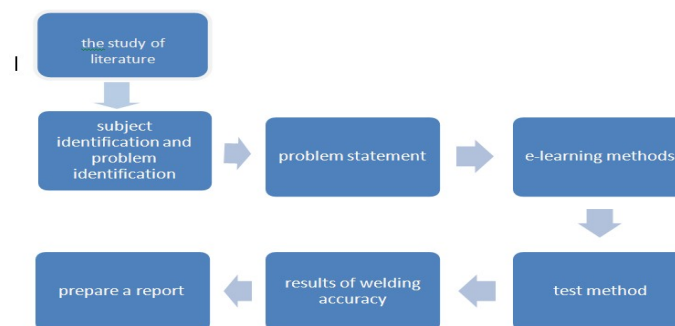 the study of
literature
subject
identification and
problem
identification
problem statement
e-learning methods
test method
results of welding
accuracy
prepare a report